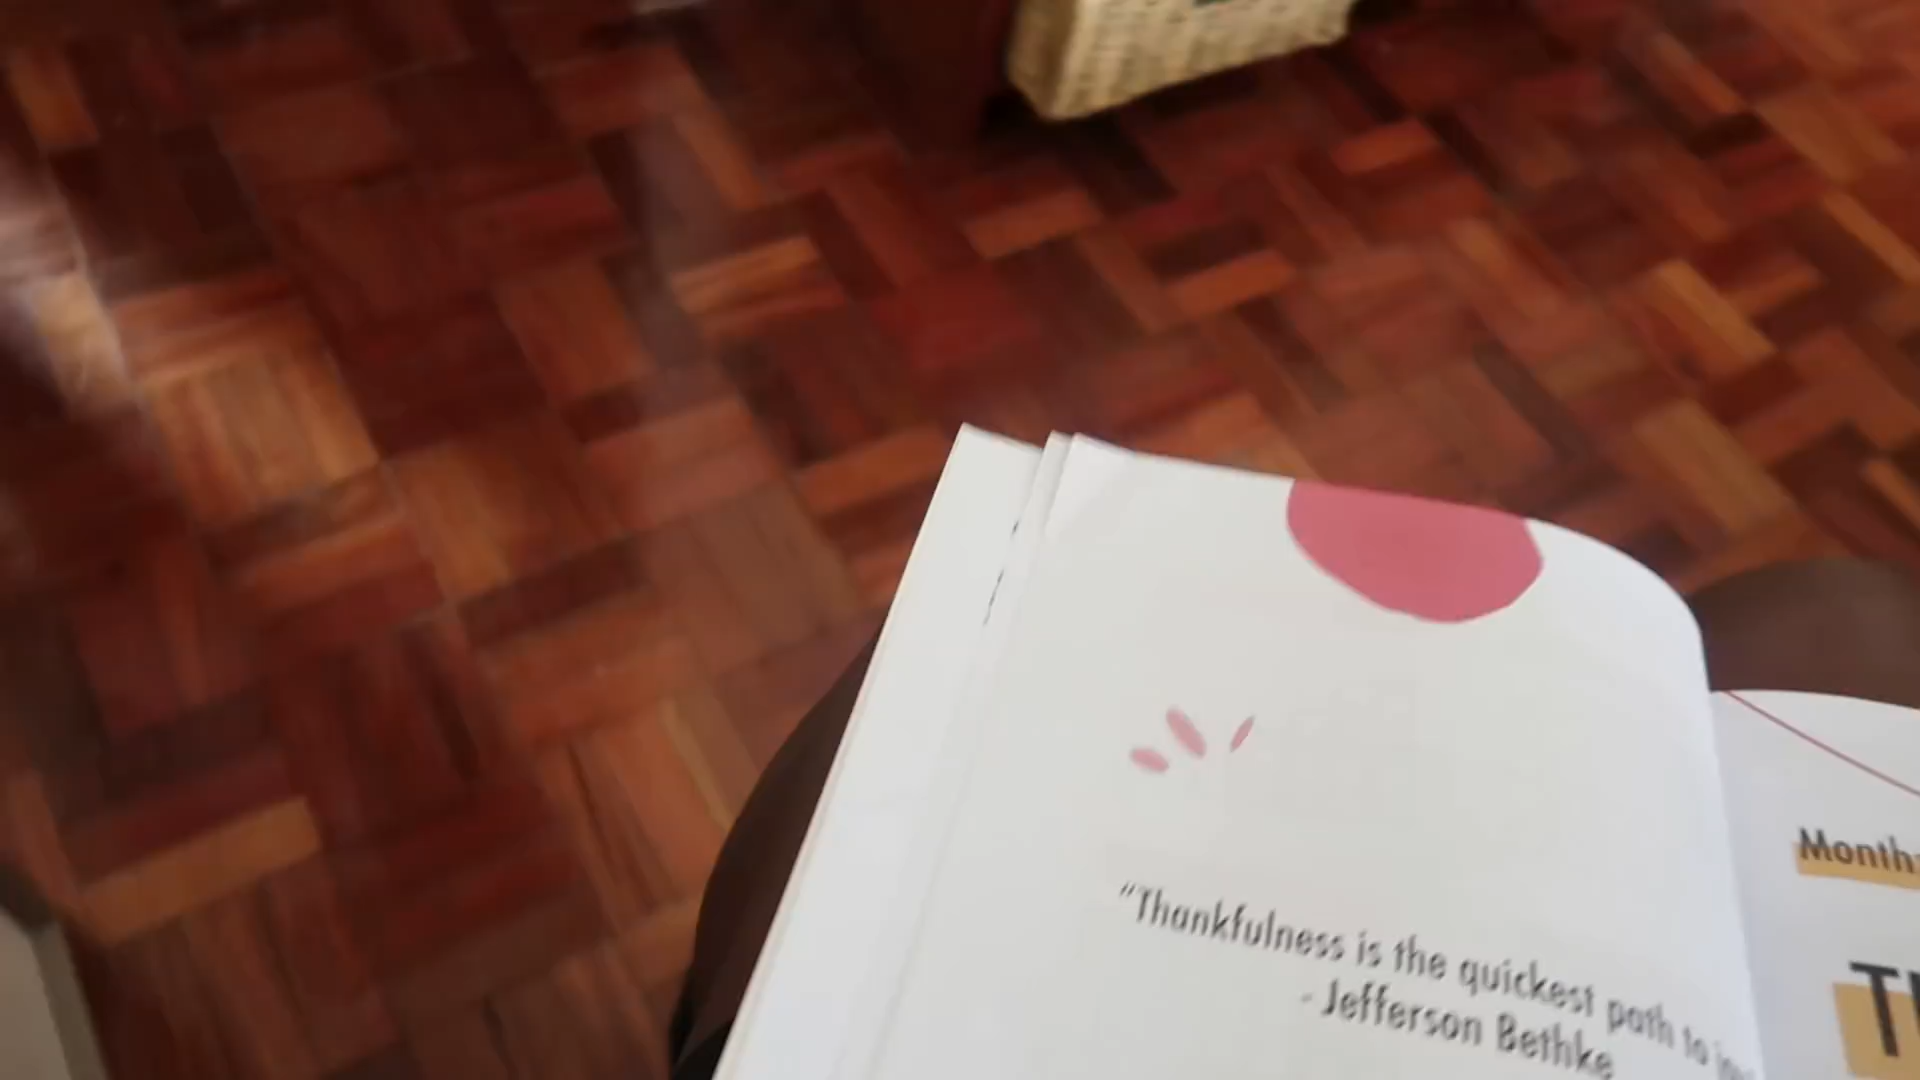 "Thankfulness is the quickest path to
- Jefferson Bethke
Month: